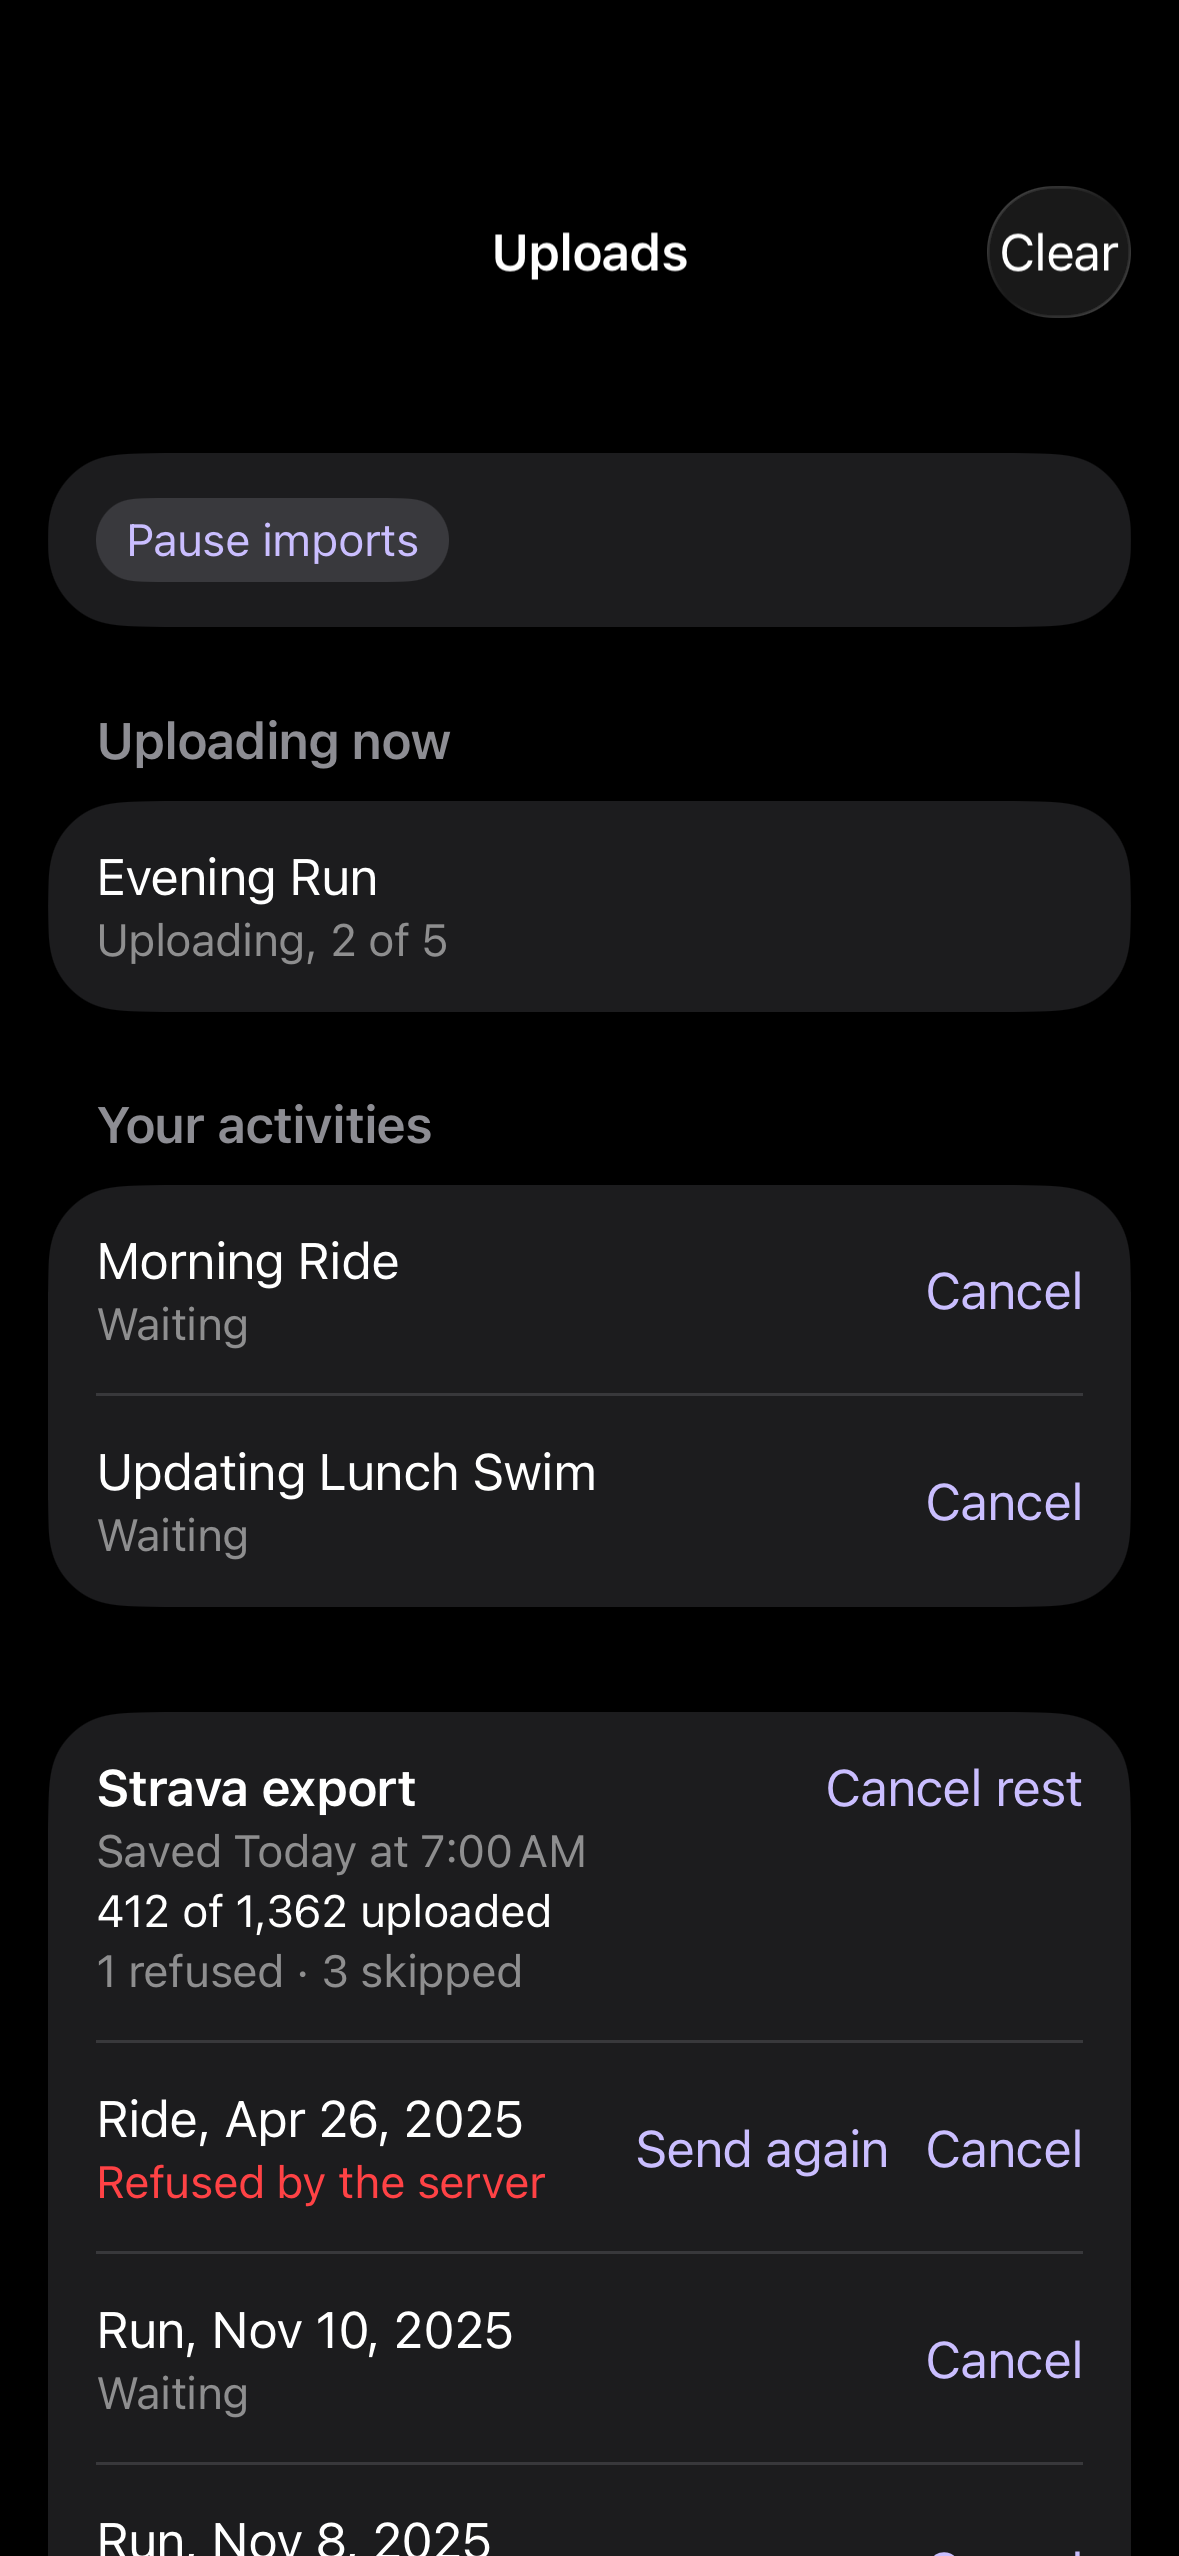 Uploads
Clear
Pause imports
Uploading now
Evening Run
Uploading, 2 of 5
Your activities
Morning Ride
Waiting
Cancel
Updating Lunch Swim
Waiting
Cancel
Strava export
Cancel rest
Saved Today at 7:00 AM
412 of 1,362 uploaded
1 refused · 3 skipped
Ride, Apr 26, 2025
Refused by the server
Send again
Cancel
Run, Nov 10, 2025
Waiting
Cancel
Run, Nov 8, 2025